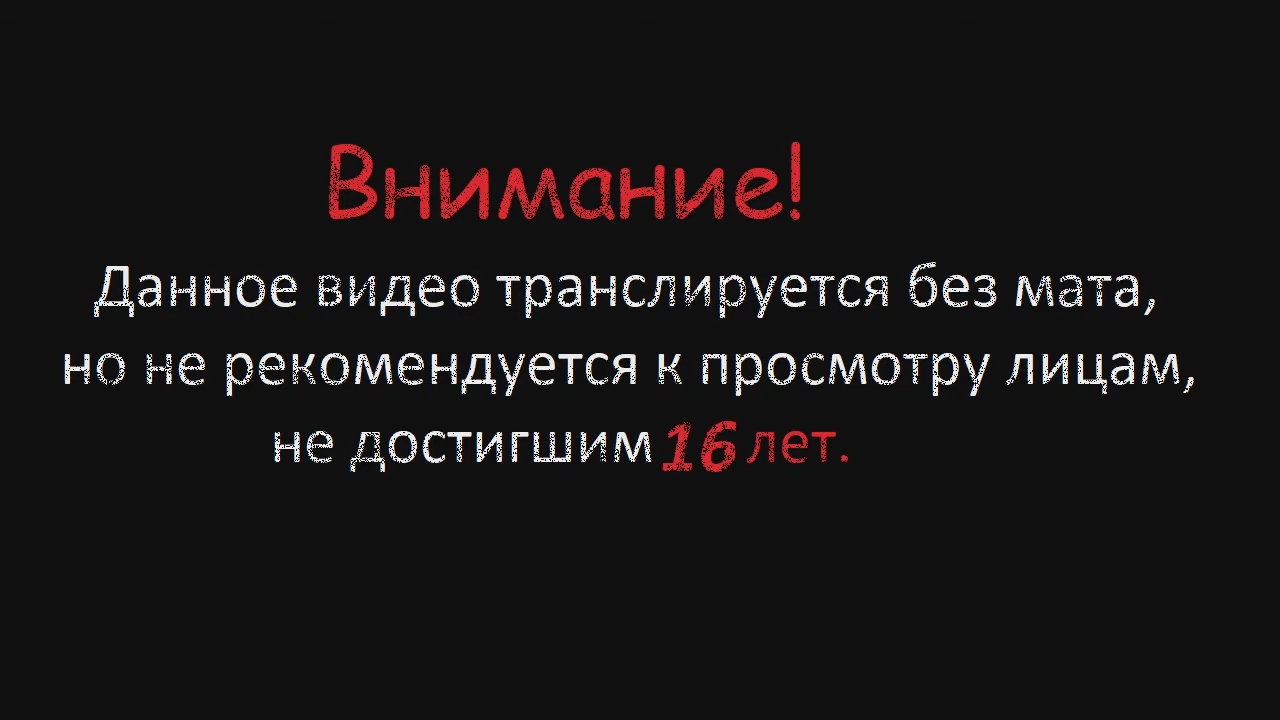 Внимание!
Данное видео транслируется без мата,
но не рекомендуется к просмотру лицам,
не достигшим 16 лет.